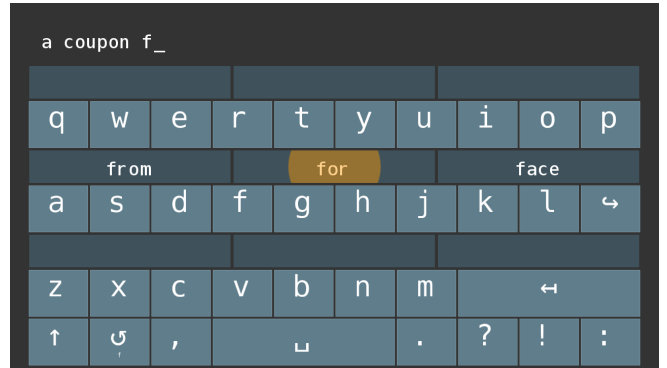 a coupon f_
q w e r t y u i o p
from for face
a s d f g h j k l ↪
z x c v b n m ↤
↑ ↺ , ␣ . ? ! :